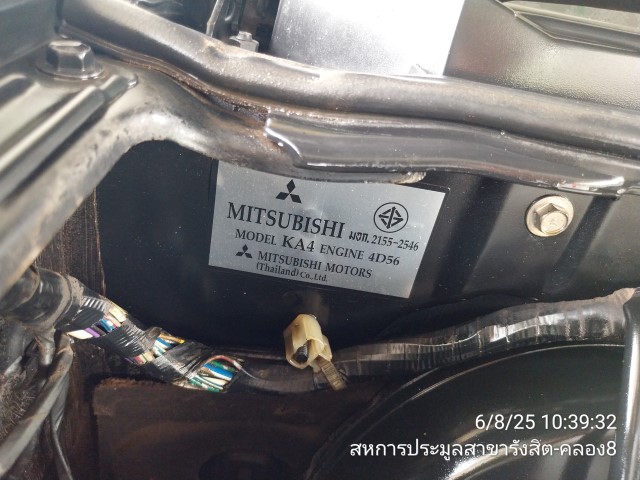 MITSUBISHI มอก. 2155-2546
MODEL KA4 ENGINE 4D56
MITSUBISHI MOTORS
(Thailand) Co., Ltd.
6/8/25 10:39:32
สหการประมูลสาขารังสิต-คลอง8